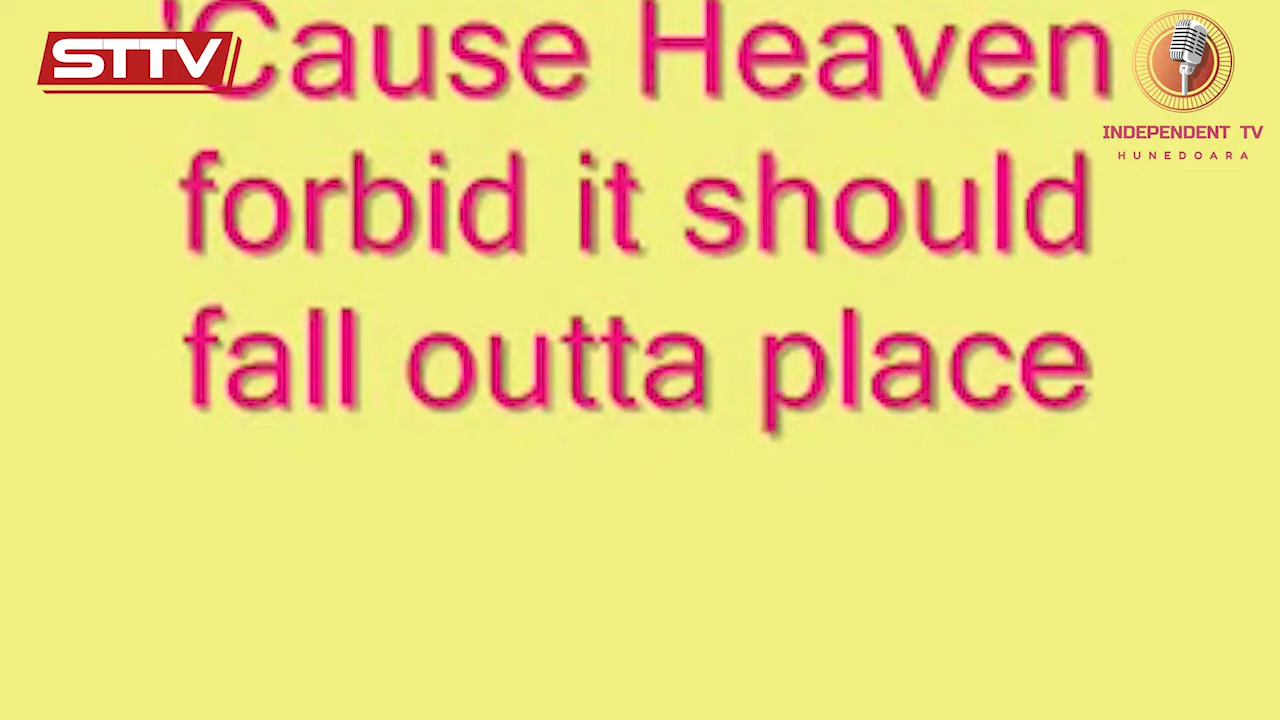 STTV
'Cause Heaven
forbid it should
fall outta place
INDEPENDENT TV
HUNEDOARA